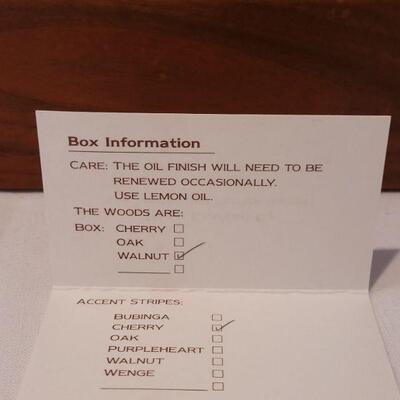 Box Information
CARE: THE OIL FINISH WILL NEED TO BE
RENEWED OCCASIONALLY.
USE LEMON OIL.
THE WOODS ARE:
BOX: CHERRY
OAK
WALNUT
ACCENT STRIPES:
BUBINGA
CHERRY
OAK
PURPLEHEART
WALNUT
WENGE